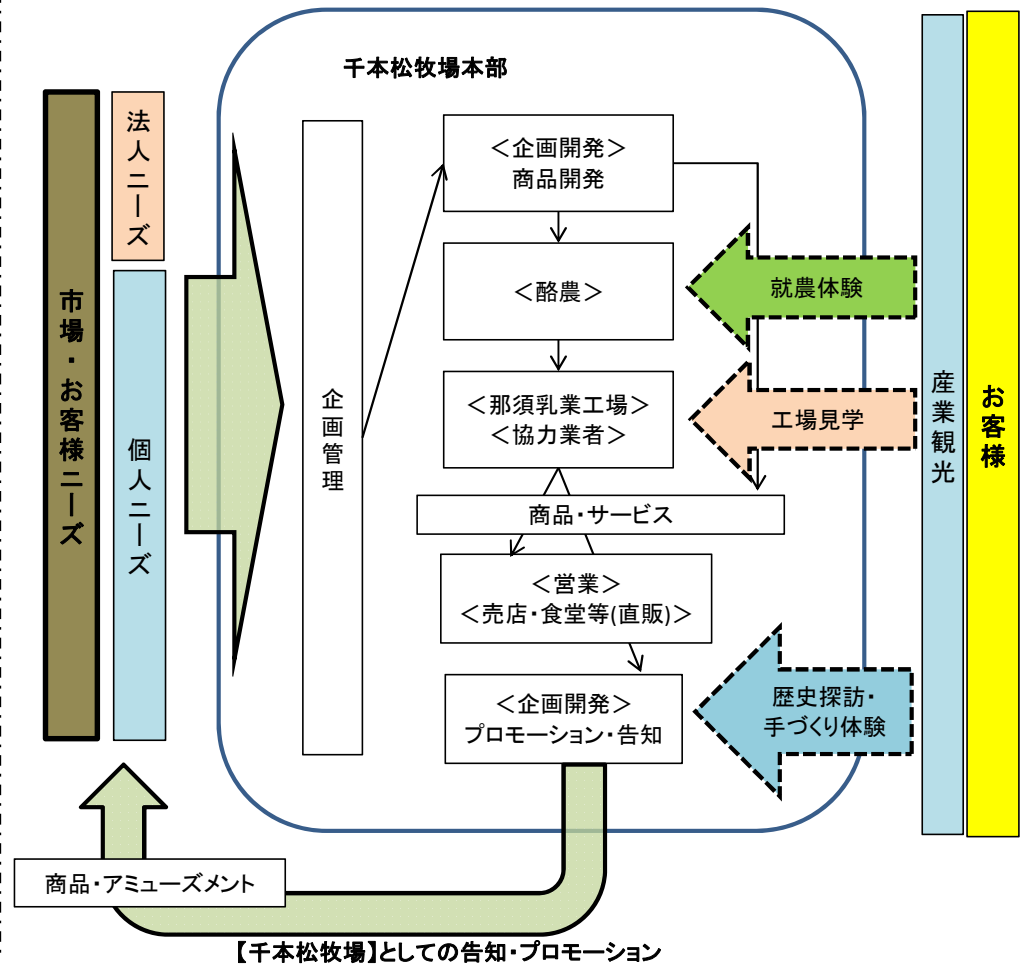 千本松牧場本部
市場・お客様ニーズ
法人ニーズ
個人ニーズ
企画管理
＜企画開発＞
商品開発
＜酪農＞
＜那須乳業工場＞
＜協力業者＞
商品・サービス
＜営業＞
＜売店・食堂等(直販)＞
＜企画開発＞
プロモーション・告知
就農体験
工場見学
歴史探訪・
手づくり体験
産業観光
お客様
商品・アミューズメント
【千本松牧場】としての告知・プロモーション